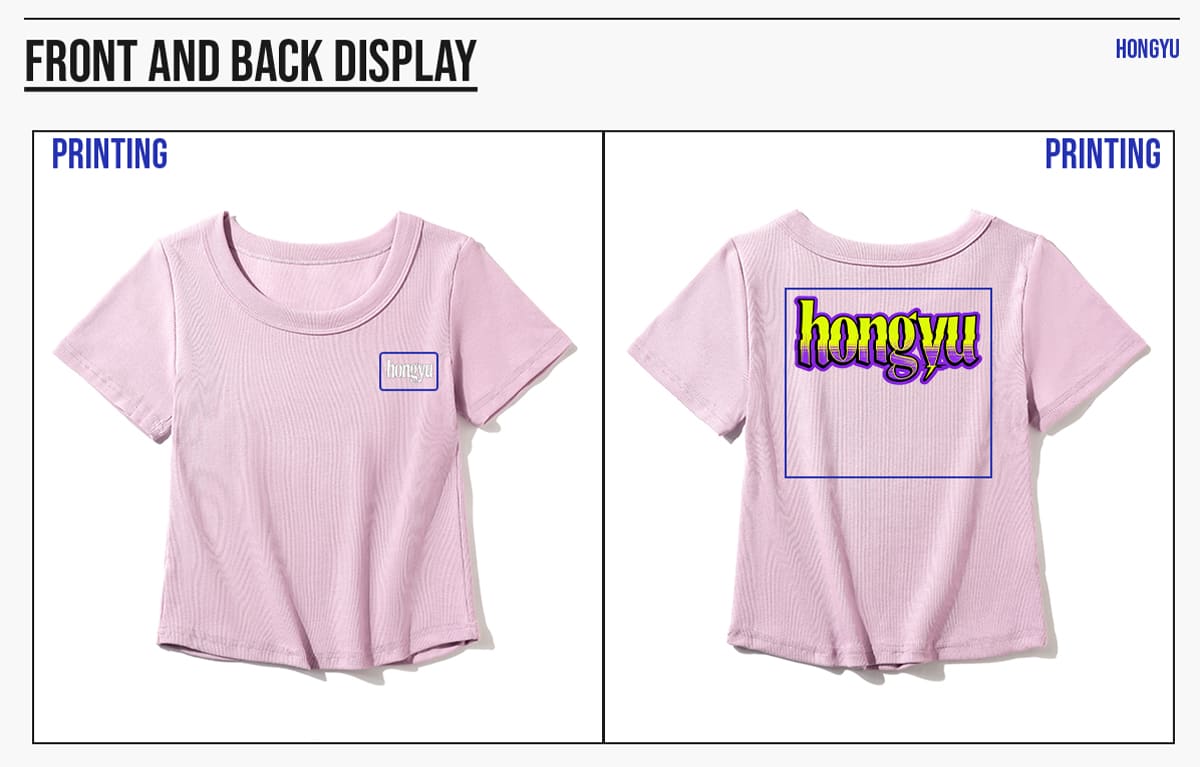 FRONT AND BACK DISPLAY
HONGYU
PRINTING
PRINTING
hongyu
hongyu